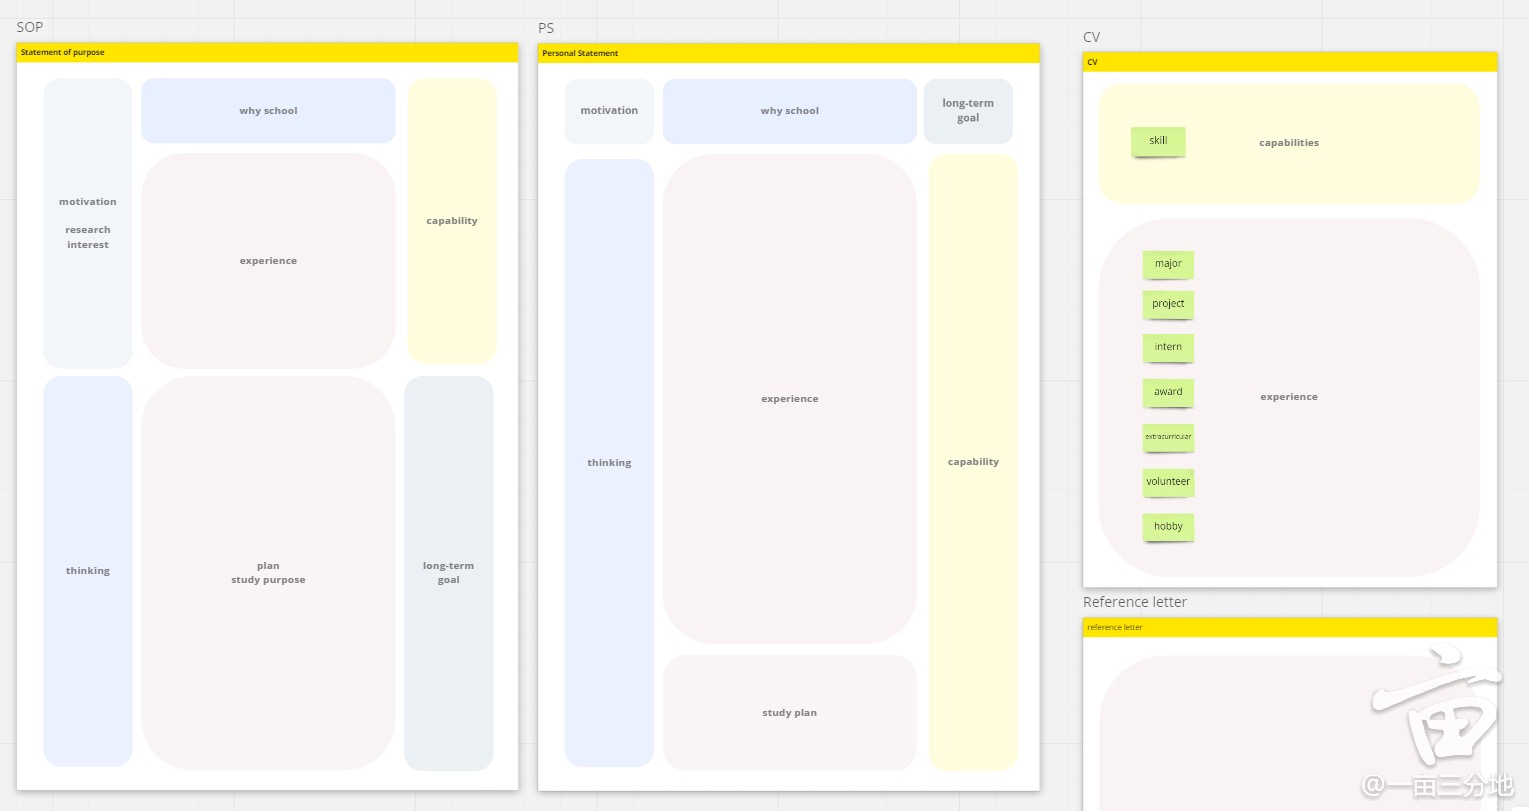 SOP
Statement of purpose
motivation
research
interest
why school
experience
capability
thinking
plan
study purpose
long-term
goal
PS
Personal Statement
motivation
why school
long-term
goal
thinking
experience
capability
study plan
CV
CV
skill
capabilities
major
project
intern
award
extracurricular
volunteer
hobby
experience
Reference letter
reference letter
亩
@一亩三分地